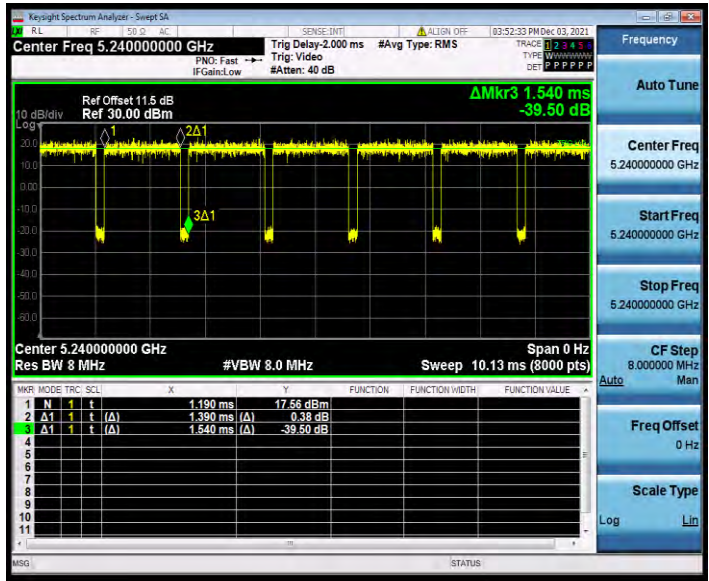 Keysight Spectrum Analyzer - Swept SA
RL RF 50 Ω AC SENSE:INT ALIGN OFF 03:52:33 PM Dec 03, 2021
Center Freq 5.240000000 GHz
PNO: Fast
IFGain:Low
Trig Delay-2.000 ms
Trig: Video
#Atten: 40 dB
#Avg Type: RMS
TRACE 1 2 3 4 5 6
TYPE
DET P P P P P P
Ref Offset 11.5 dB
10 dB/div Ref 30.00 dBm
Log
ΔMkr3 1.540 ms
-39.50 dB
1 2Δ1
20.0
10.0
0.00
-10.0
3Δ1
-20.0
-30.0
-40.0
-50.0
-60.0
Center 5.240000000 GHz Span 0 Hz
Res BW 8 MHz #VBW 8.0 MHz Sweep 10.13 ms (8000 pts)
MKR MODE TRC SCL X Y FUNCTION FUNCTION WIDTH FUNCTION VALUE
1 N 1 t 1.190 ms 17.56 dBm
2 Δ1 1 t (Δ) 1.390 ms (Δ) 0.38 dB
3 Δ1 1 t (Δ) 1.540 ms (Δ) -39.50 dB
4
5
6
7
8
9
10
11
MSG STATUS
Frequency
Auto Tune
Center Freq
5.240000000 GHz
Start Freq
5.240000000 GHz
Stop Freq
5.240000000 GHz
CF Step
8.000000 MHz
Auto Man
Freq Offset
0 Hz
Scale Type
Log Lin